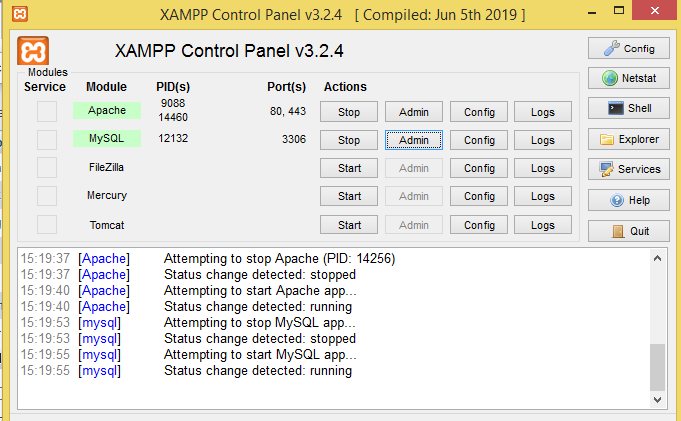 XAMPP Control Panel v3.2.4 [ Compiled: Jun 5th 2019 ]
XAMPP Control Panel v3.2.4
Config
Modules
Service Module PID(s) Port(s) Actions
Netstat
Apache 9088 14460 80, 443 Stop Admin Config Logs
Shell
MySQL 12132 3306 Stop Admin Config Logs
Explorer
FileZilla Start Admin Config Logs
Services
Mercury Start Admin Config Logs
Help
Tomcat Start Admin Config Logs
Quit
15:19:37 [Apache] Attempting to stop Apache (PID: 14256)
15:19:37 [Apache] Status change detected: stopped
15:19:40 [Apache] Attempting to start Apache app...
15:19:40 [Apache] Status change detected: running
15:19:53 [mysql] Attempting to stop MySQL app...
15:19:53 [mysql] Status change detected: stopped
15:19:55 [mysql] Attempting to start MySQL app...
15:19:55 [mysql] Status change detected: running